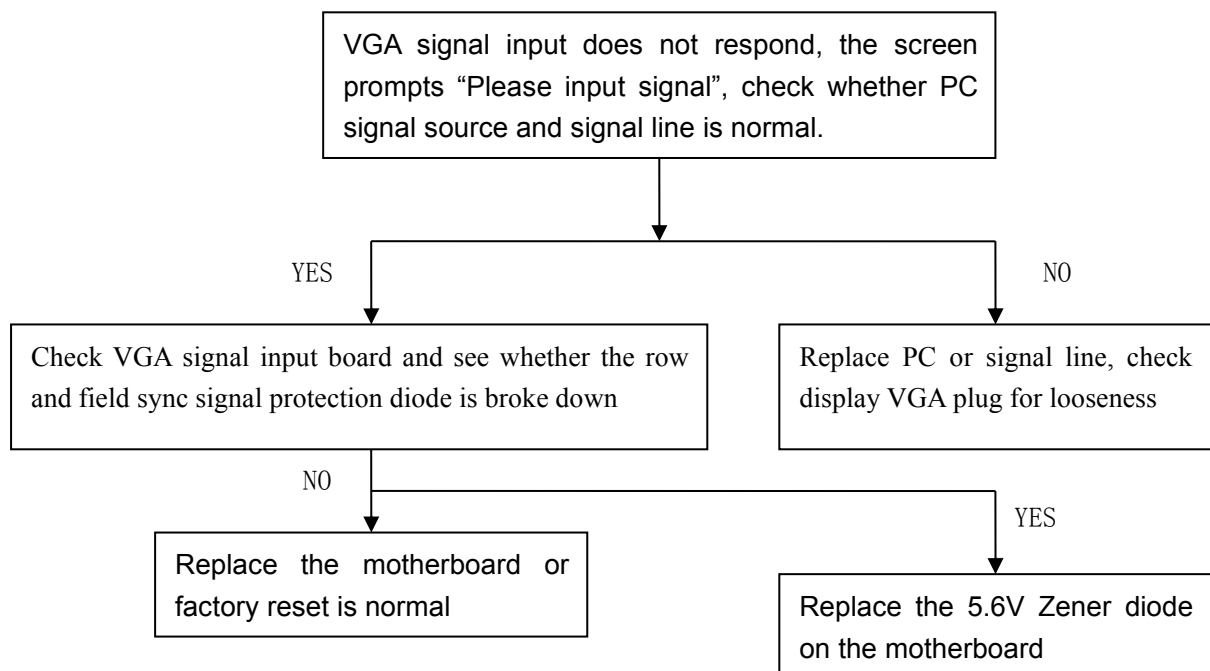 VGA signal input does not respond, the screen
prompts “Please input signal”, check whether PC
signal source and signal line is normal.
YES
NO
Check VGA signal input board and see whether the row
and field sync signal protection diode is broke down
Replace PC or signal line, check
display VGA plug for looseness
NO
YES
Replace the motherboard or
factory reset is normal
Replace the 5.6V Zener diode
on the motherboard